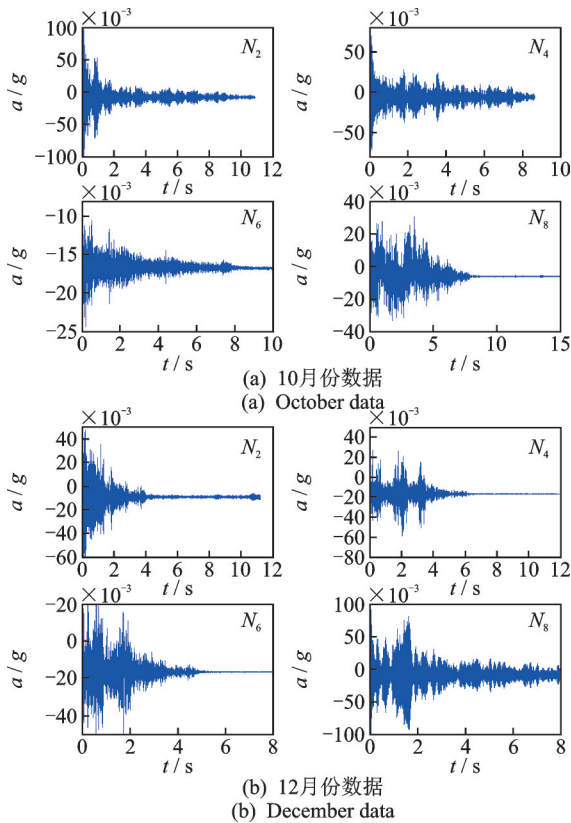 ×10⁻³
100
50
0
−50
−100
a / g
N₂
0 2 4 6 8 10 12
t / s
×10⁻³
50
0
−50
a / g
N₄
0 2 4 6 8 10
t / s
×10⁻³
−10
−15
−17
−25
a / g
N₆
0 2 4 6 8 10
t / s
×10⁻³
40
20
0
−20
−40
a / g
N₈
0 5 10 15
t / s
(a) 10月份数据
(a) October data
×10⁻³
40
20
0
−20
−40
−60
a / g
N₂
0 2 4 6 8 10 12
t / s
×10⁻³
40
20
0
−20
−40
−60
−80
a / g
N₄
0 2 4 6 8 10 12
t / s
×10⁻³
−20
0
−20
−40
a / g
N₆
0 2 4 6 8
t / s
×10⁻³
100
50
0
−50
−100
a / g
N₈
0 2 4 6 8
t / s
(b) 12月份数据
(b) December data